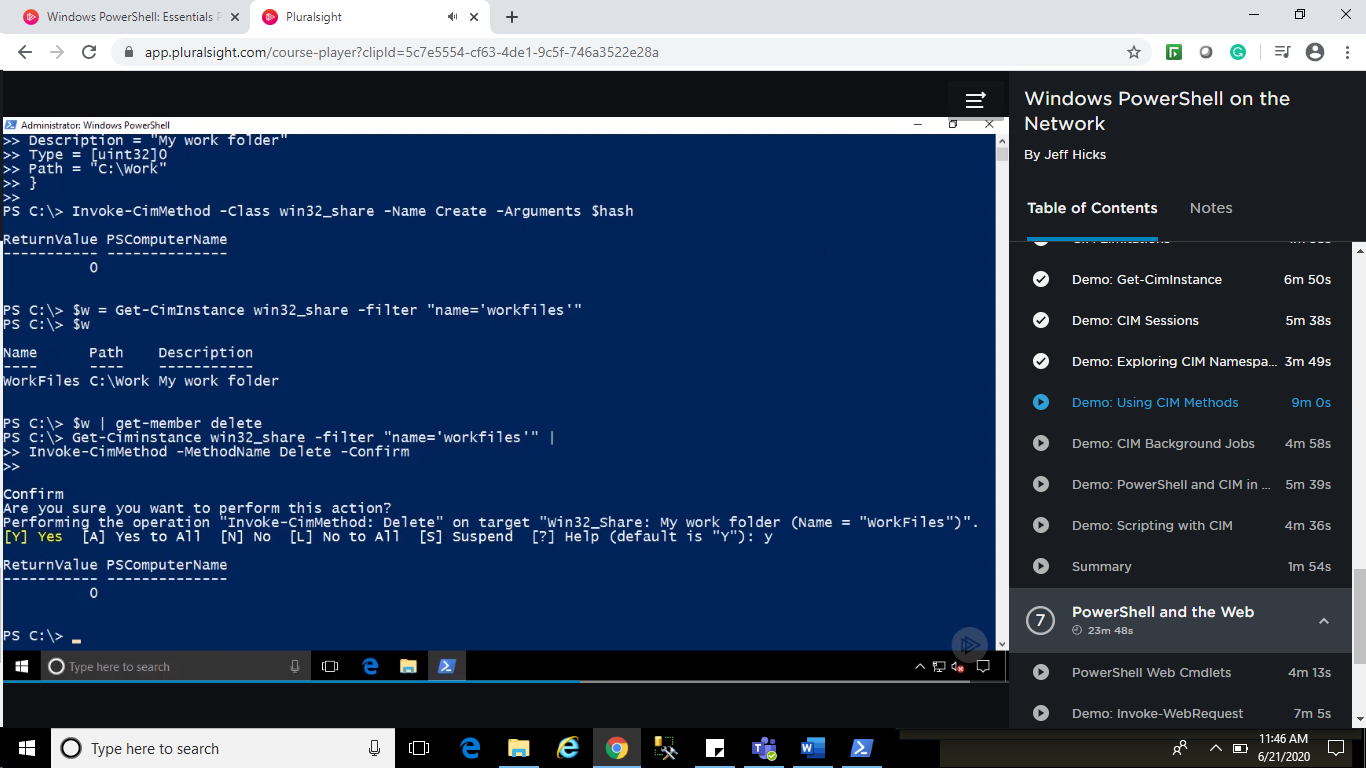 Windows PowerShell: Essentials P
Pluralsight
app.pluralsight.com/course-player?clipId=5c7e5554-cf63-4de1-9c5f-746a3522e28a
Administrator: Windows PowerShell
>> Description = "My work folder"
>> Type = [uint32]0
>> Path = "C:\Work"
>> }
>>
PS C:\> Invoke-CimMethod -Class win32_share -Name Create -Arguments $hash
ReturnValue PSComputerName
----------- --------------
0
PS C:\> $w = Get-CimInstance win32_share -filter "name='workfiles'"
PS C:\> $w
Name Path Description
---- ---- -----------
WorkFiles C:\Work My work folder
PS C:\> $w | get-member delete
PS C:\> Get-Ciminstance win32_share -filter "name='workfiles'" |
>> Invoke-CimMethod -MethodName Delete -Confirm
>>
Confirm
Are you sure you want to perform this action?
Performing the operation "Invoke-CimMethod: Delete" on target "Win32_Share: My work folder (Name = "WorkFiles")".
[Y] Yes [A] Yes to All [N] No [L] No to All [S] Suspend [?] Help (default is "Y"): y
ReturnValue PSComputerName
----------- --------------
0
PS C:\> _
Type here to search
Windows PowerShell on the
Network
By Jeff Hicks
Table of Contents Notes
Demo: Get-CimInstance 6m 50s
Demo: CIM Sessions 5m 38s
Demo: Exploring CIM Namespa... 3m 49s
Demo: Using CIM Methods 9m 0s
Demo: CIM Background Jobs 4m 58s
Demo: PowerShell and CIM in ... 5m 39s
Demo: Scripting with CIM 4m 36s
Summary 1m 54s
7 PowerShell and the Web
23m 48s
PowerShell Web Cmdlets 4m 13s
Demo: Invoke-WebRequest 7m 5s
Type here to search
11:46 AM
6/21/2020